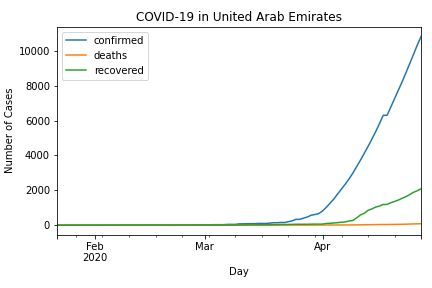 COVID-19 in United Arab Emirates
confirmed
deaths
recovered
10000
8000
6000
4000
2000
0
Number of Cases
Feb
2020
Mar
Apr
Day